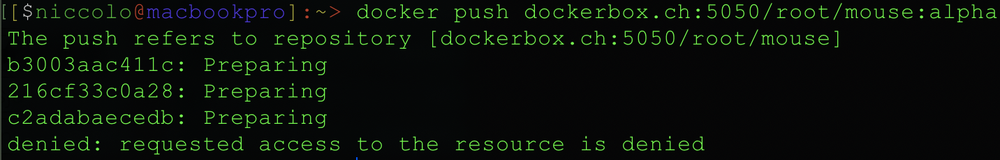 [[$niccolo@macbookpro]:~> docker push dockerbox.ch:5050/root/mouse:alpha
The push refers to repository [dockerbox.ch:5050/root/mouse]
b3003aac411c: Preparing
216cf33c0a28: Preparing
c2adabaecedb: Preparing
denied: requested access to the resource is denied